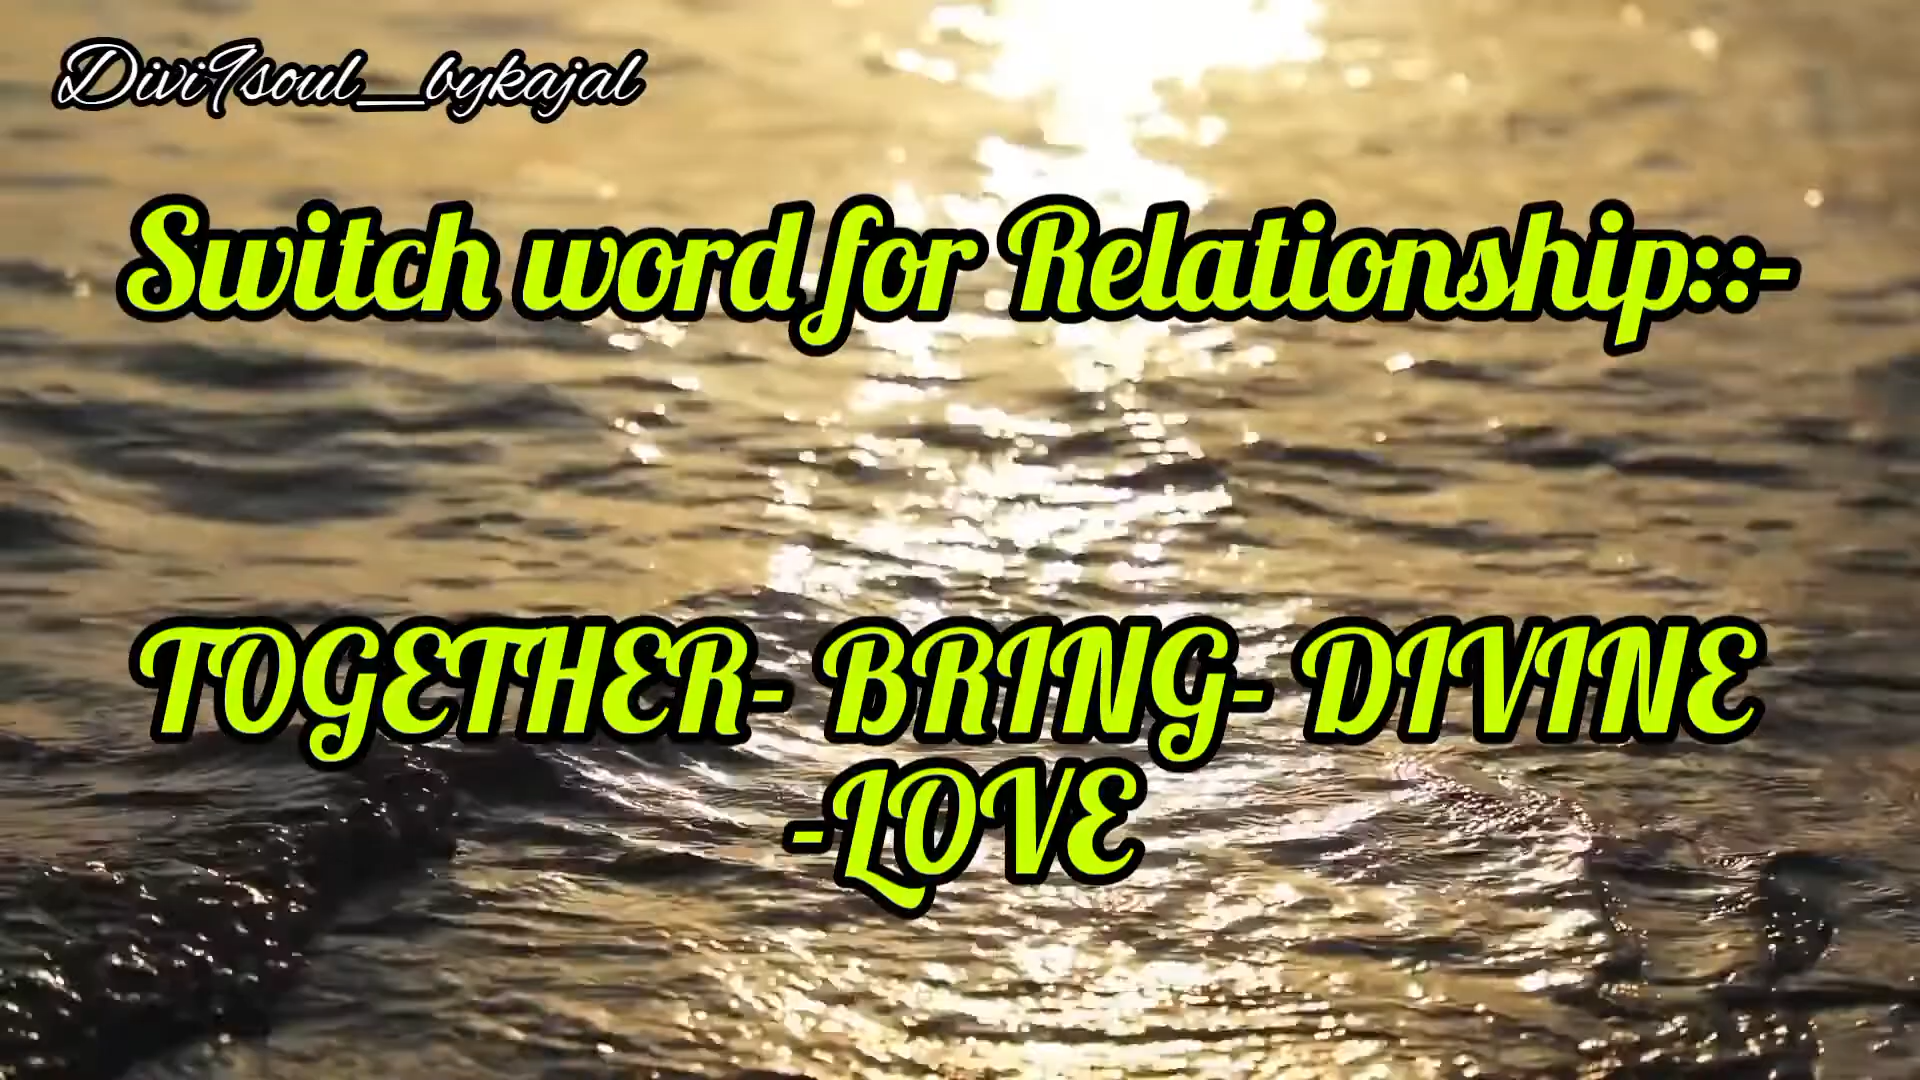 Divi9soul_bykajal
Switch word for Relationship::-
TOGETHER- BRING- DIVINE
-LOVE